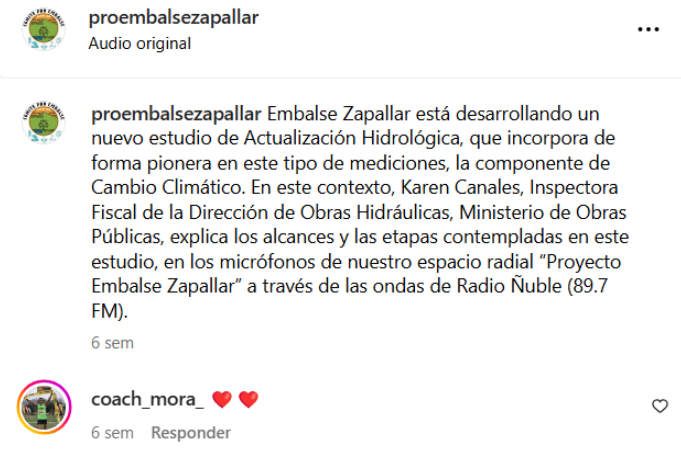 proembalsezapallar
Audio original
proembalsezapallar Embalse Zapallar está desarrollando un
nuevo estudio de Actualización Hidrológica, que incorpora de
forma pionera en este tipo de mediciones, la componente de
Cambio Climático. En este contexto, Karen Canales, Inspectora
Fiscal de la Dirección de Obras Hidráulicas, Ministerio de Obras
Públicas, explica los alcances y las etapas contempladas en este
estudio, en los micrófonos de nuestro espacio radial “Proyecto
Embalse Zapallar” a través de las ondas de Radio Ñuble (89.7
FM).
6 sem
coach_mora_ ❤️ ❤️
6 sem Responder